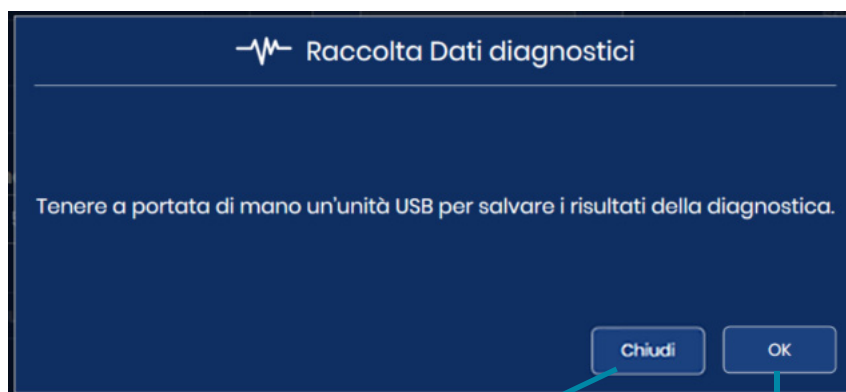 Raccolta Dati diagnostici
Tenere a portata di mano un'unità USB per salvare i risultati della diagnostica.
Chiudi
OK